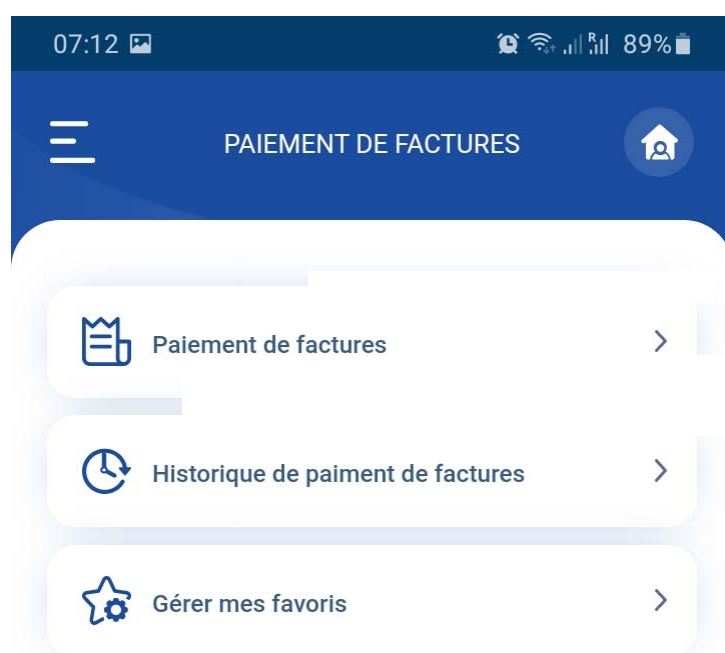 07:12 89%
PAIEMENT DE FACTURES
Paiement de factures
Historique de paiment de factures
Gérer mes favoris